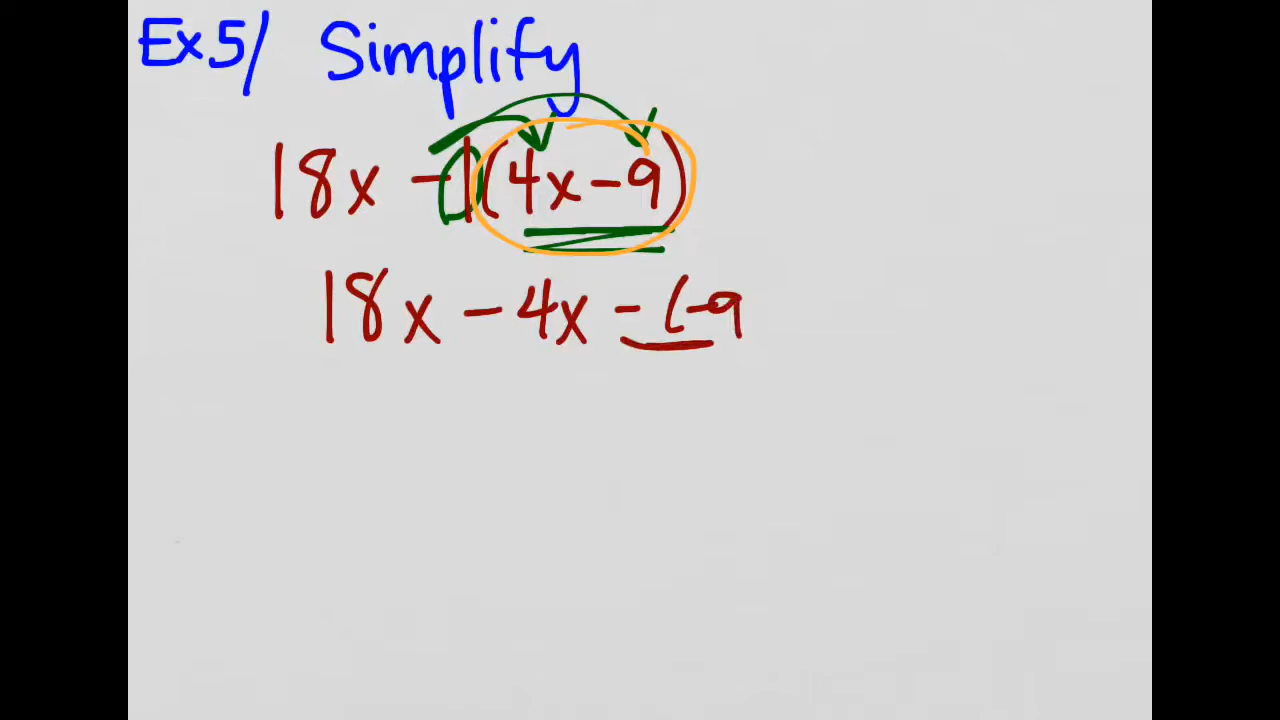 Ex5/ Simplify
18x -1(4x-9)
18x - 4x - (-9